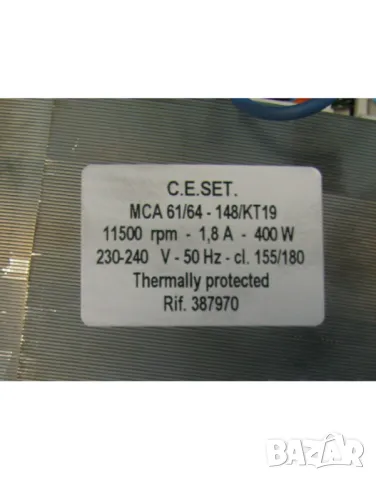 C.E.SET.
MCA 61/64 - 148/KT19
11500 rpm - 1,8 A - 400 W
230-240 V - 50 Hz - cl. 155/180
Thermally protected
Rif. 387970
bazar
БГ